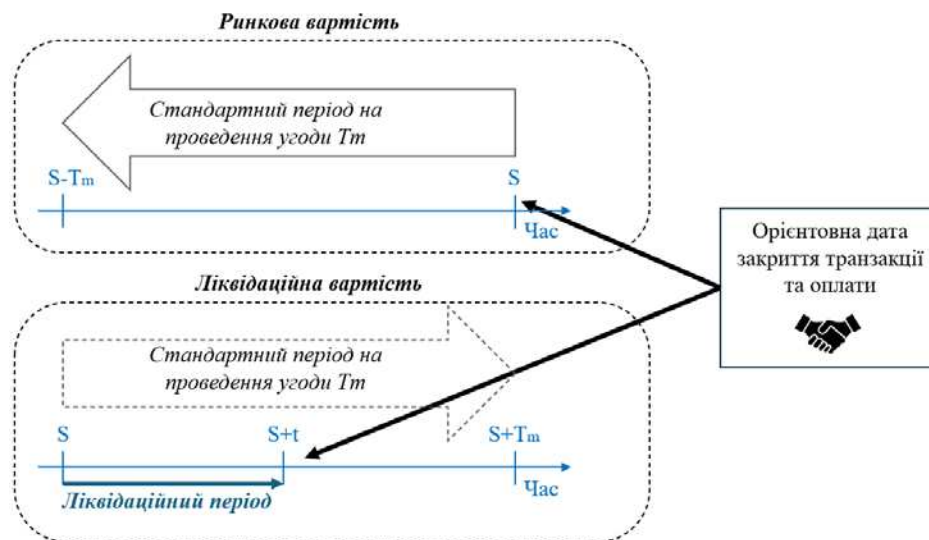 Ринкова вартість
Стандартний період на
проведення угоди Tm
S-Tm
S
Час
Орієнтовна дата
закриття транзакції
та оплати
Ліквідаційна вартість
Стандартний період на
проведення угоди Tm
S
S+t
S+Tm
Час
Ліквідаційний період